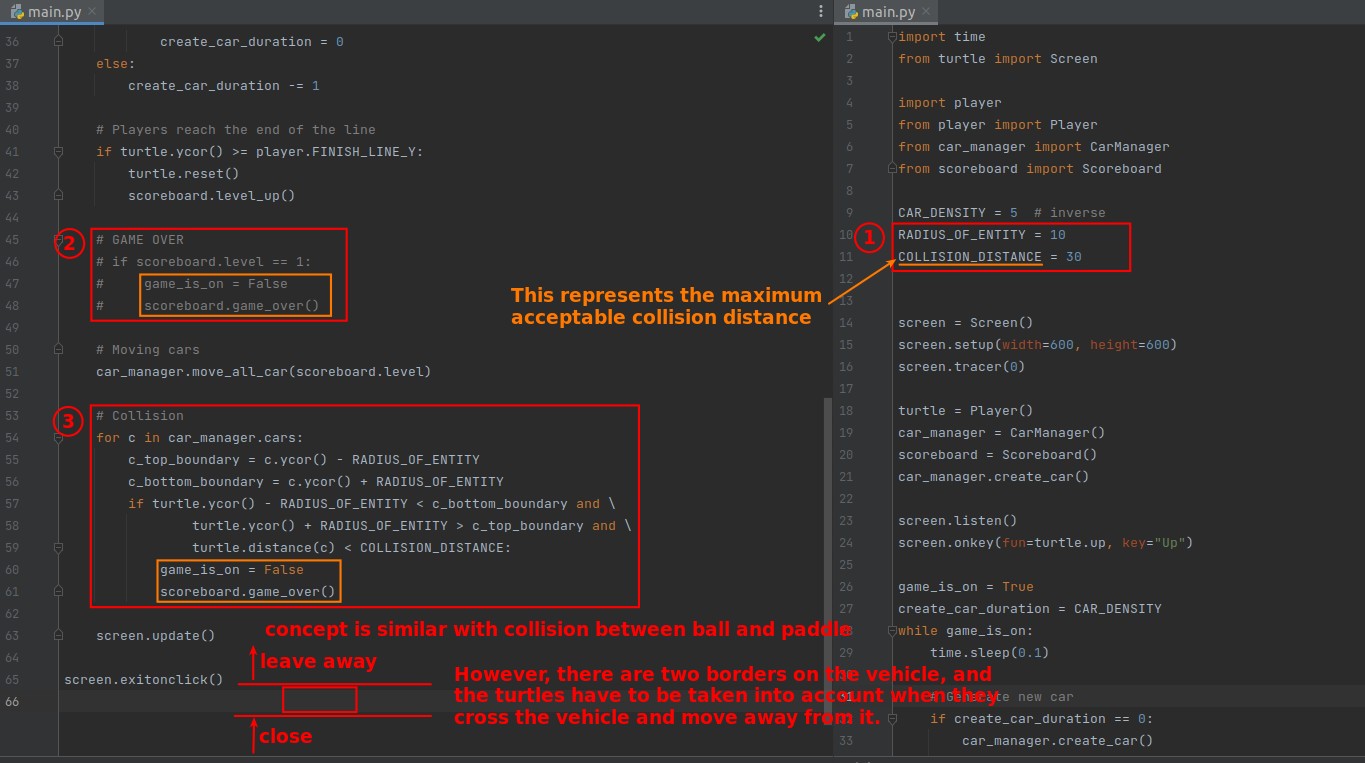 main.py
36 create_car_duration = 0
37 else:
38 create_car_duration -= 1
39
40 # Players reach the end of the line
41 if turtle.ycor() >= player.FINISH_LINE_Y:
42 turtle.reset()
43 scoreboard.level_up()
44
2
45 # GAME OVER
46 # if scoreboard.level == 1:
47 # game_is_on = False
48 # scoreboard.game_over()
49
50 # Moving cars
51 car_manager.move_all_car(scoreboard.level)
52
3
53 # Collision
54 for c in car_manager.cars:
55 c_top_boundary = c.ycor() - RADIUS_OF_ENTITY
56 c_bottom_boundary = c.ycor() + RADIUS_OF_ENTITY
57 if turtle.ycor() - RADIUS_OF_ENTITY < c_bottom_boundary and \
58 turtle.ycor() + RADIUS_OF_ENTITY > c_top_boundary and \
59 turtle.distance(c) < COLLISION_DISTANCE:
60 game_is_on = False
61 scoreboard.game_over()
62
63 screen.update()
64
65 screen.exitonclick()
66
concept is similar with collision between ball and paddle
leave away
close
However, there are two borders on the vehicle, and
the turtles have to be taken into account when they
cross the vehicle and move away from it.
main.py
1 import time
2 from turtle import Screen
3
4 import player
5 from player import Player
6 from car_manager import CarManager
7 from scoreboard import Scoreboard
8
9 CAR_DENSITY = 5 # inverse
1
10 RADIUS_OF_ENTITY = 10
11 COLLISION_DISTANCE = 30
This represents the maximum
acceptable collision distance
12
13
14 screen = Screen()
15 screen.setup(width=600, height=600)
16 screen.tracer(0)
17
18 turtle = Player()
19 car_manager = CarManager()
20 scoreboard = Scoreboard()
21 car_manager.create_car()
22
23 screen.listen()
24 screen.onkey(fun=turtle.up, key="Up")
25
26 game_is_on = True
27 create_car_duration = CAR_DENSITY
while game_is_on:
29 time.sleep(0.1)
new car
if create_car_duration == 0:
33 car_manager.create_car()